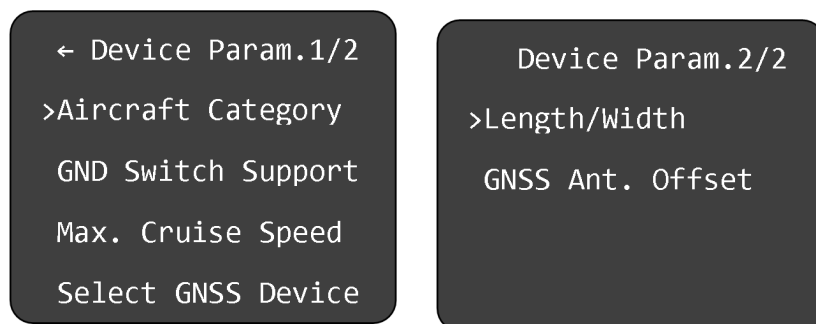 ← Device Param.1/2
>Aircraft Category
GND Switch Support
Max. Cruise Speed
Select GNSS Device
Device Param.2/2
>Length/Width
GNSS Ant. Offset